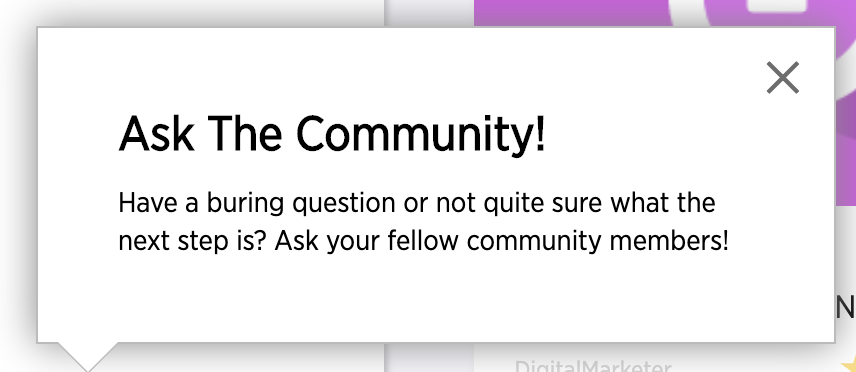 Ask The Community!
Have a buring question or not quite sure what the
next step is? Ask your fellow community members!
N
DigitalMarketer